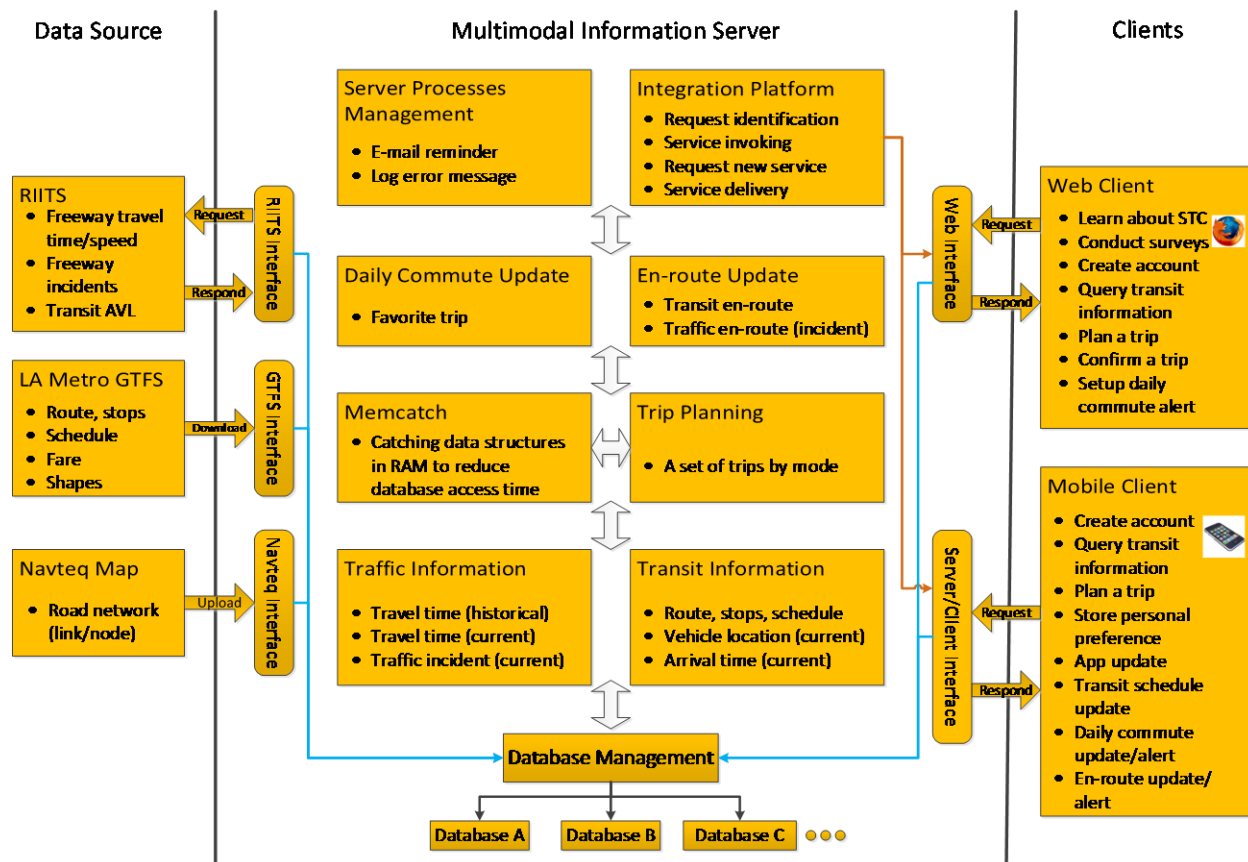 Data Source
Multimodal Information Server
Clients
Server Processes
Management
• E-mail reminder
• Log error message
Integration Platform
• Request identification
• Service invoking
• Request new service
• Service delivery
RIITS
• Freeway travel
time/speed
• Freeway
incidents
• Transit AVL
Request
Respond
RIITS Interface
Daily Commute Update
• Favorite trip
En-route Update
• Transit en-route
• Traffic en-route (incident)
Web Interface
Request
Respond
Web Client
• Learn about STC
• Conduct surveys
• Create account
• Query transit
information
• Plan a trip
• Confirm a trip
• Setup daily
commute alert
LA Metro GTFS
• Route, stops
• Schedule
• Fare
• Shapes
Download
GTFS Interface
Memcatch
• Catching data structures
in RAM to reduce
database access time
Trip Planning
• A set of trips by mode
Navteq Map
• Road network
(link/node)
Upload
Navteq Interface
Traffic Information
• Travel time (historical)
• Travel time (current)
• Traffic incident (current)
Transit Information
• Route, stops, schedule
• Vehicle location (current)
• Arrival time (current)
Server/Client Interface
Request
Respond
Mobile Client
• Create account
• Query transit
information
• Plan a trip
• Store personal
preference
• App update
• Transit schedule
update
• Daily commute
update/alert
• En-route update/
alert
Database Management
Database A
Database B
Database C